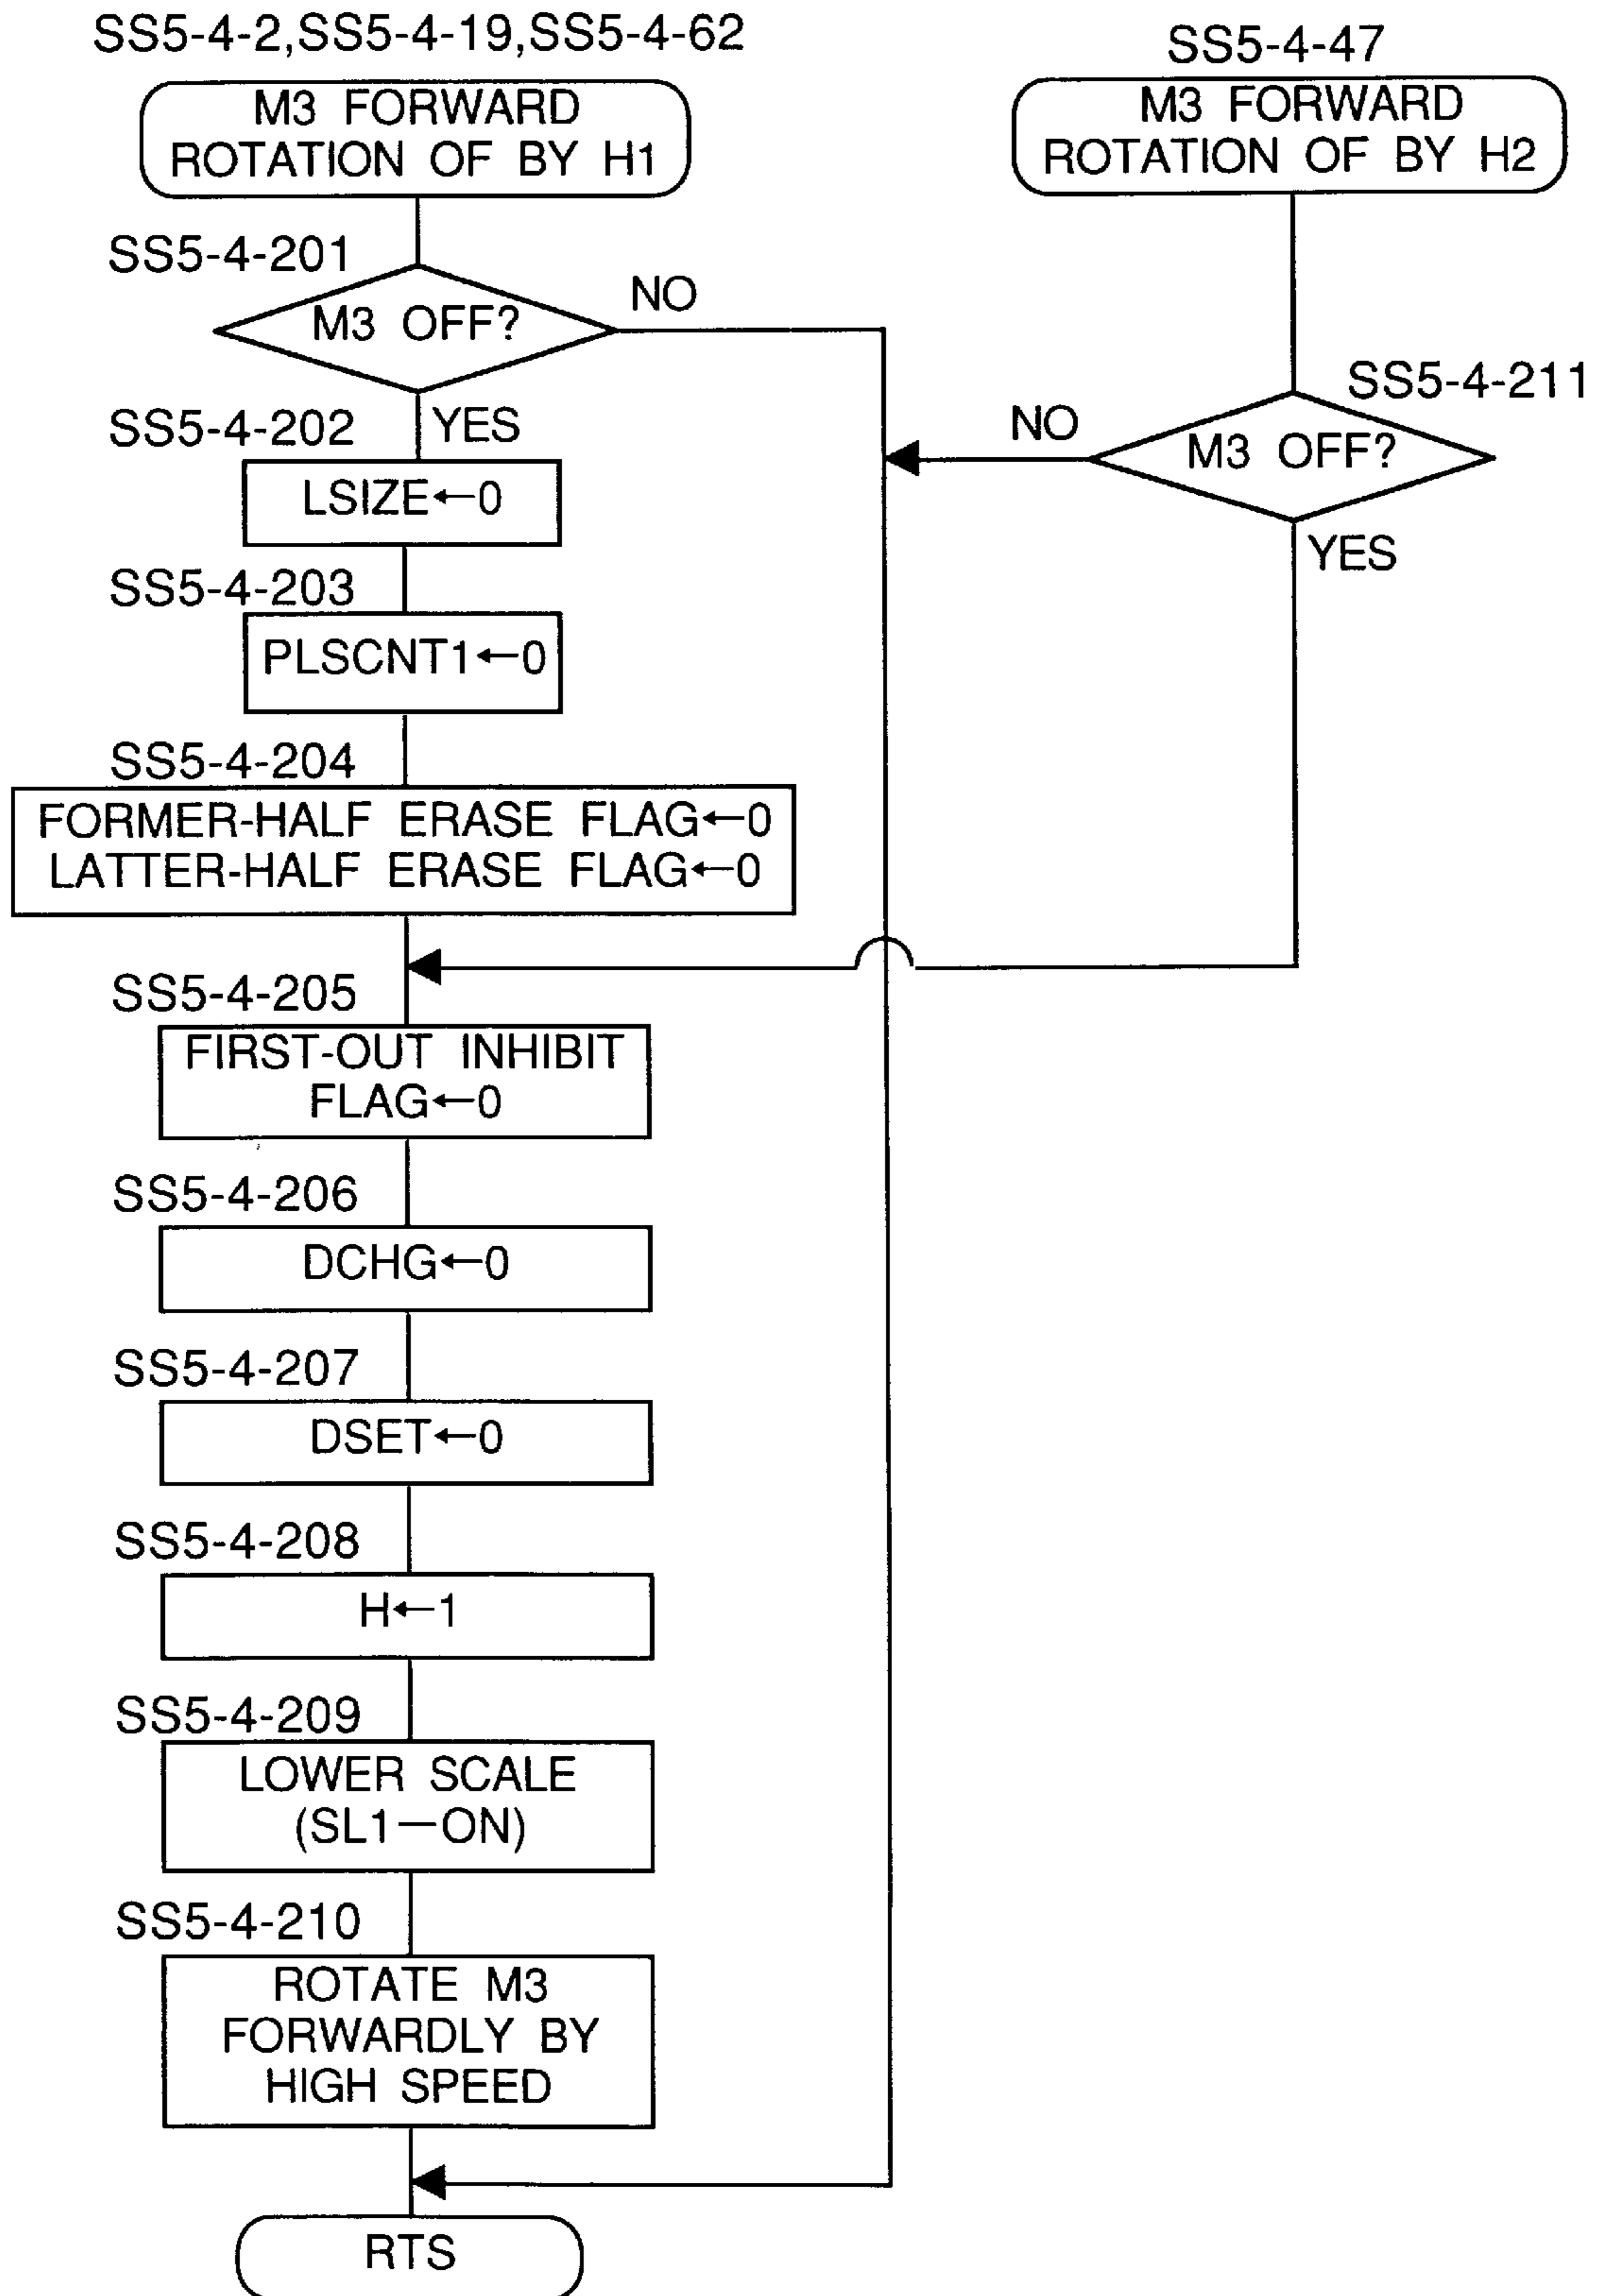 SS5-4-2,SS5-4-19,SS5-4-62
M3 FORWARD
ROTATION OF BY H1
SS5-4-47
M3 FORWARD
ROTATION OF BY H2
SS5-4-201
M3 OFF?
NO
YES
SS5-4-211
M3 OFF?
NO
YES
SS5-4-202
LSIZE←0
SS5-4-203
PLSCNT1←0
SS5-4-204
FORMER-HALF ERASE FLAG←0
LATTER-HALF ERASE FLAG←0
SS5-4-205
FIRST-OUT INHIBIT
FLAG←0
SS5-4-206
DCHG←0
SS5-4-207
DSET←0
SS5-4-208
H←1
SS5-4-209
LOWER SCALE
(SL1—ON)
SS5-4-210
ROTATE M3
FORWARDLY BY
HIGH SPEED
RTS